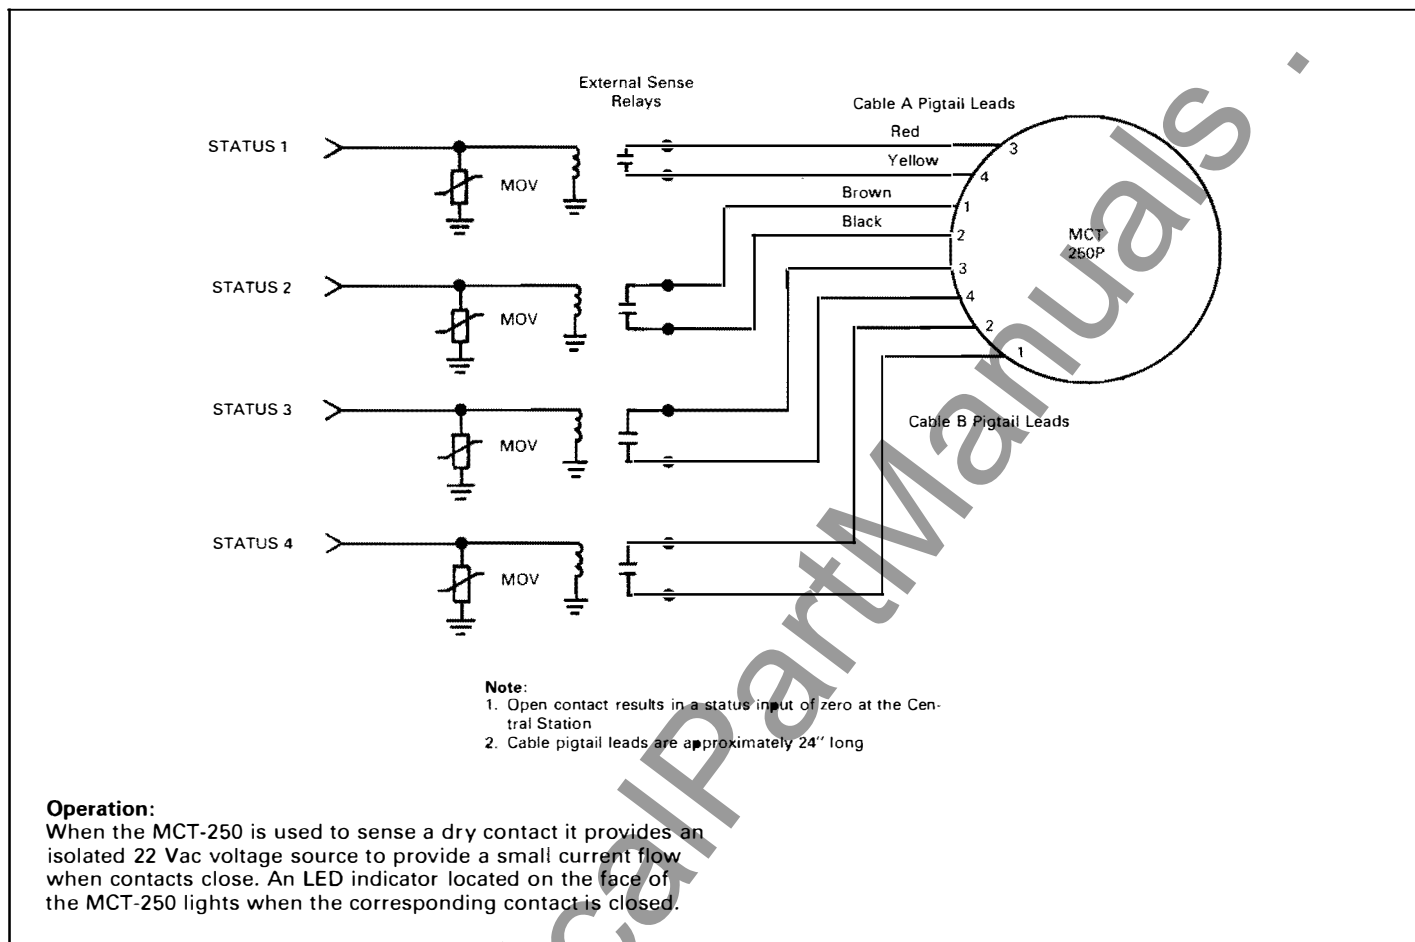 External Sense
Relays
Cable A Pigtail Leads
STATUS 1
Red
3
MOV
Yellow
4
Brown
1
Black
2
MCT
250P
3
STATUS 2
4
MOV
2
1
STATUS 3
Cable B Pigtail Leads
MOV
STATUS 4
MOV
Note:
1. Open contact results in a status input of zero at the Cen-
tral Station
2. Cable pigtail leads are approximately 24" long
Operation:
When the MCT-250 is used to sense a dry contact it provides an
isolated 22 Vac voltage source to provide a small current flow
when contacts close. An LED indicator located on the face of
the MCT-250 lights when the corresponding contact is closed.
calPartManuals .